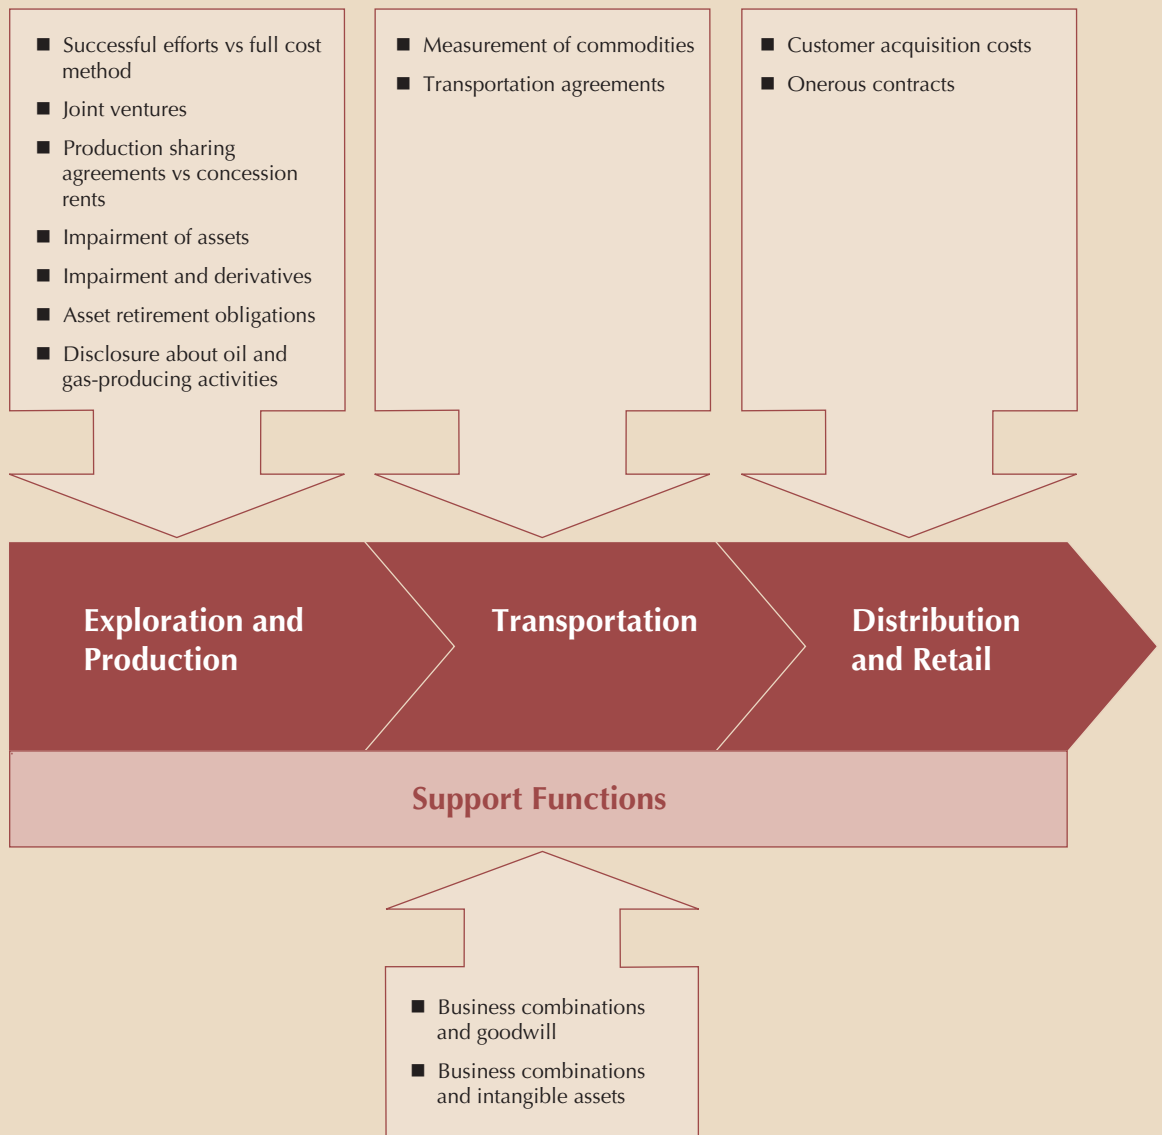 ■ Successful efforts vs full cost
method
■ Joint ventures
■ Production sharing
agreements vs concession
rents
■ Impairment of assets
■ Impairment and derivatives
■ Asset retirement obligations
■ Disclosure about oil and
gas-producing activities
■ Measurement of commodities
■ Transportation agreements
■ Customer acquisition costs
■ Onerous contracts
Exploration and
Production
Transportation
Distribution
and Retail
Support Functions
■ Business combinations
and goodwill
■ Business combinations
and intangible assets